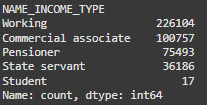 NAME_INCOME_TYPE
Working                 226104
Commercial associate    100757
Pensioner                75493
State servant            36186
Student                     17
Name: count, dtype: int64